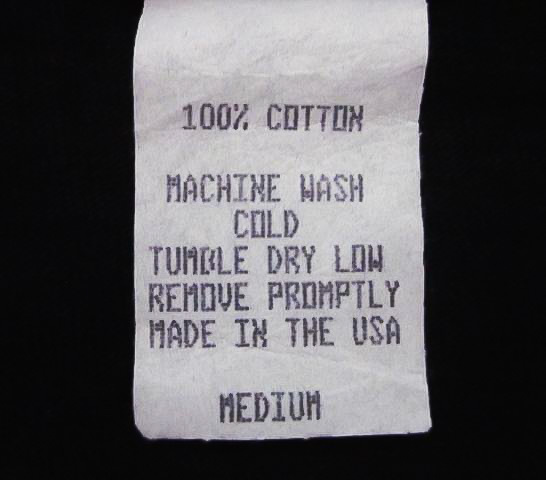 100% COTTON
MACHINE WASH
COLD
TUMBLE DRY LOW
REMOVE PROMPTLY
MADE IN THE USA
MEDIUM